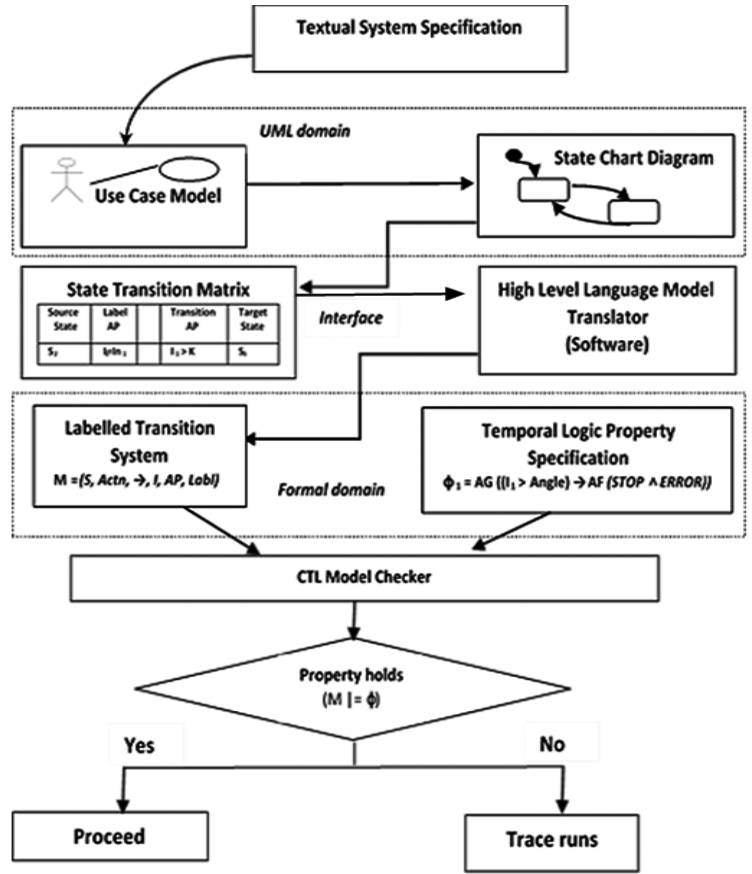 Textual System Specification
UML domain
Use Case Model
State Chart Diagram
State Transition Matrix
Source State
Label AP
Transition AP
Target State
S₂
I₁ > K
Interface
High Level Language Model
Translator
(Software)
Labelled Transition
System
M =(S, Actn, →, I, AP, Labl)
Formal domain
Temporal Logic Property
Specification
ϕ₁ = AG ((I₁ > Angle) → AF (STOP ∧ ERROR))
CTL Model Checker
Property holds
(M |= ϕ)
Yes
No
Proceed
Trace runs